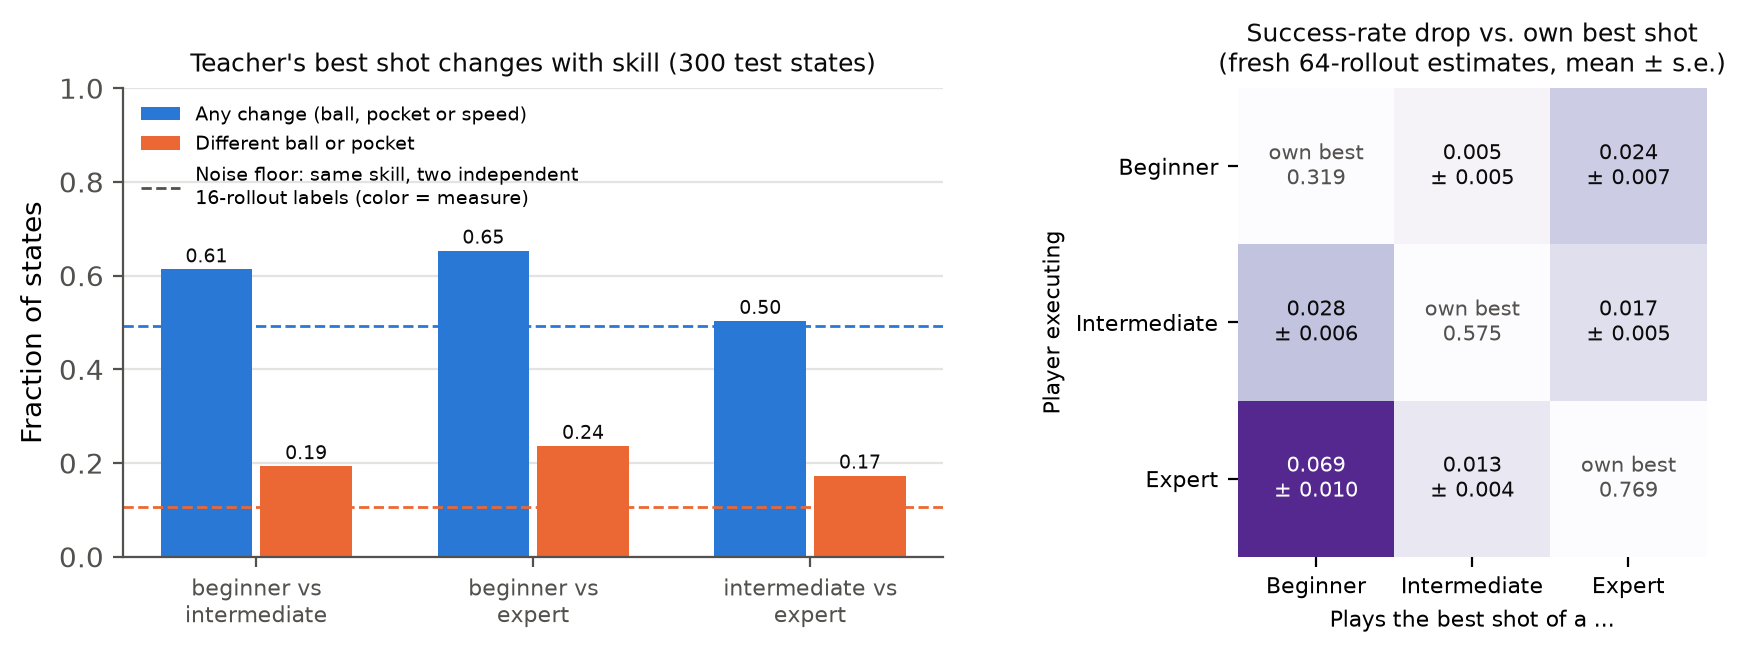 Teacher's best shot changes with skill (300 test states)
Fraction of states
1.0
0.8
0.6
0.4
0.2
0.0
Any change (ball, pocket or speed)
Different ball or pocket
Noise floor: same skill, two independent
16-rollout labels (color = measure)
0.61
0.19
0.65
0.24
0.50
0.17
beginner vs
intermediate
beginner vs
expert
intermediate vs
expert
Success-rate drop vs. own best shot
(fresh 64-rollout estimates, mean ± s.e.)
Player executing
Beginner
own best
0.319
0.005
± 0.005
0.024
± 0.007
Intermediate
0.028
± 0.006
own best
0.575
0.017
± 0.005
Expert
0.069
± 0.010
0.013
± 0.004
own best
0.769
Beginner
Intermediate
Expert
Plays the best shot of a ...